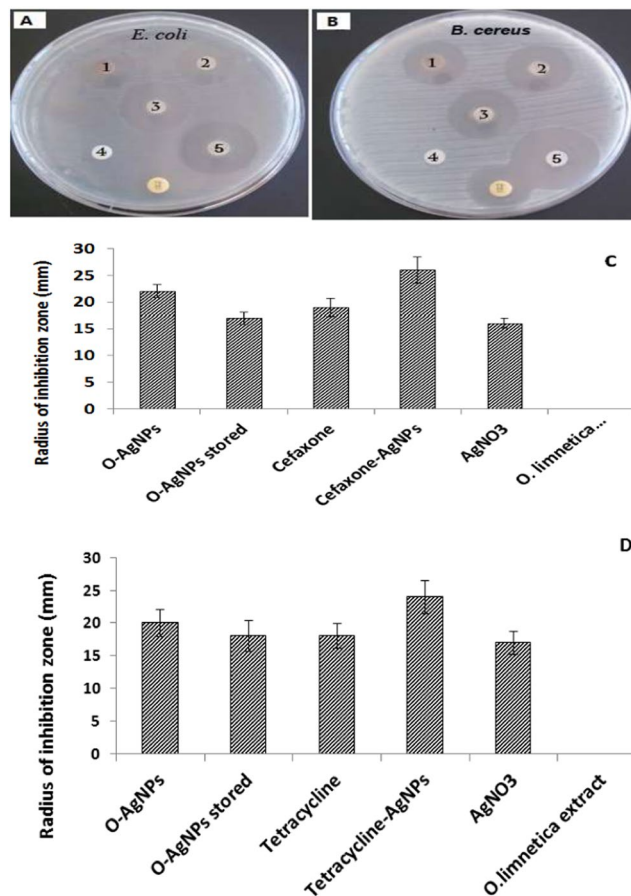 A
E. coli
1
2
3
4
5
B
B. cereus
1
2
3
4
5
C
Radius of inhibition zone (mm)
30
25
20
15
10
5
0
O-AgNPs
O-AgNPs stored
Cefaxone
Cefaxone-AgNPs
AgNO3
O. limnetica...
D
Radius of inhibition zone (mm)
30
25
20
15
10
5
0
O-AgNPs
O-AgNPs stored
Tetracycline
Tetracycline-AgNPs
AgNO3
O.limnetica extract